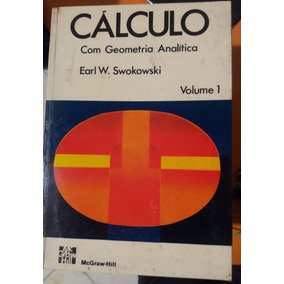 CÁLCULO
Com Geometria Analítica
Earl W. Swokowski
Volume 1
McGraw-Hill